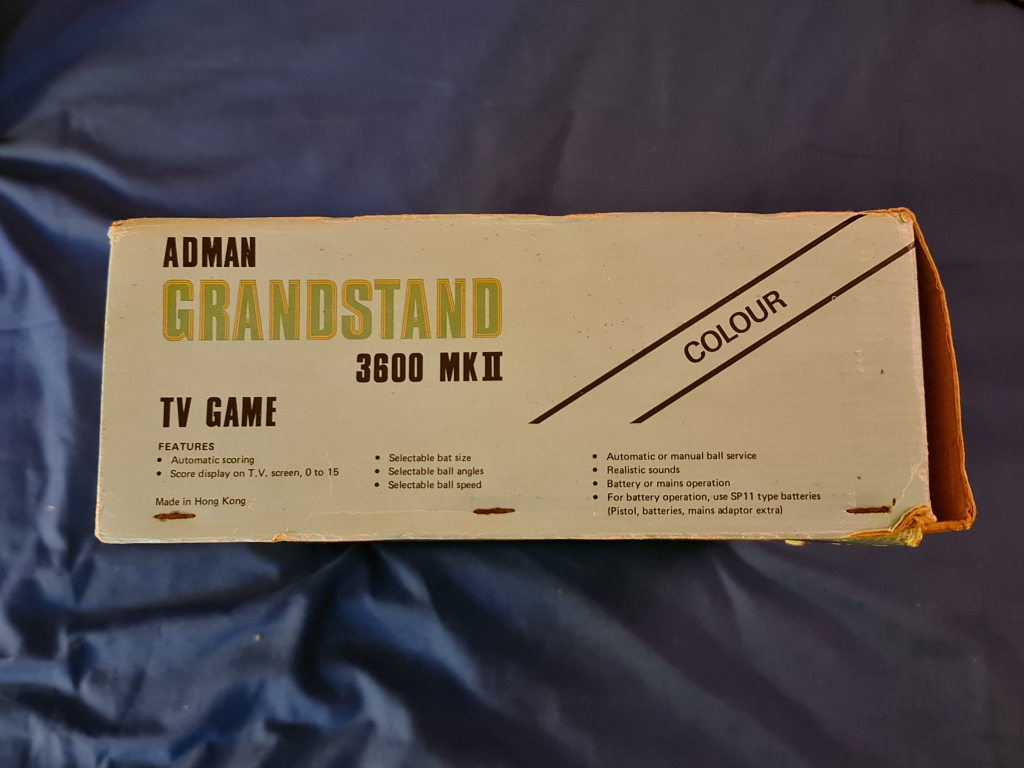 ADMAN
GRANDSTAND
3600 MK II
TV GAME
COLOUR
FEATURES
• Automatic scoring
• Score display on T.V. screen, 0 to 15
• Selectable bat size
• Selectable ball angles
• Selectable ball speed
• Automatic or manual ball service
• Realistic sounds
• Battery or mains operation
• For battery operation, use SP11 type batteries
(Pistol, batteries, mains adaptor extra)
Made in Hong Kong